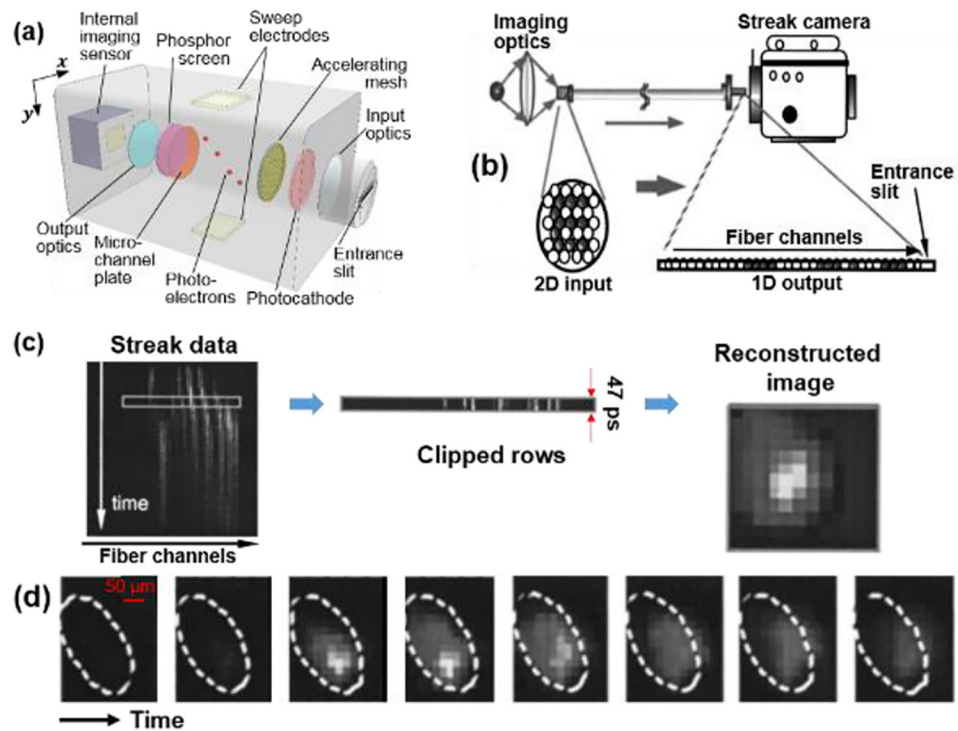 (a)
Internal
imaging
sensor
Phosphor
screen
Sweep
electrodes
Accelerating
mesh
Input
optics
x
y
Output
optics
Micro-
channel
plate
Photo-
electrons
Photocathode
Entrance
slit
(b)
Imaging
optics
Streak camera
Entrance
slit
Fiber channels
2D input
1D output
(c)
Streak data
time
Fiber channels
47 ps
Clipped rows
Reconstructed
image
(d)
50 µm
Time